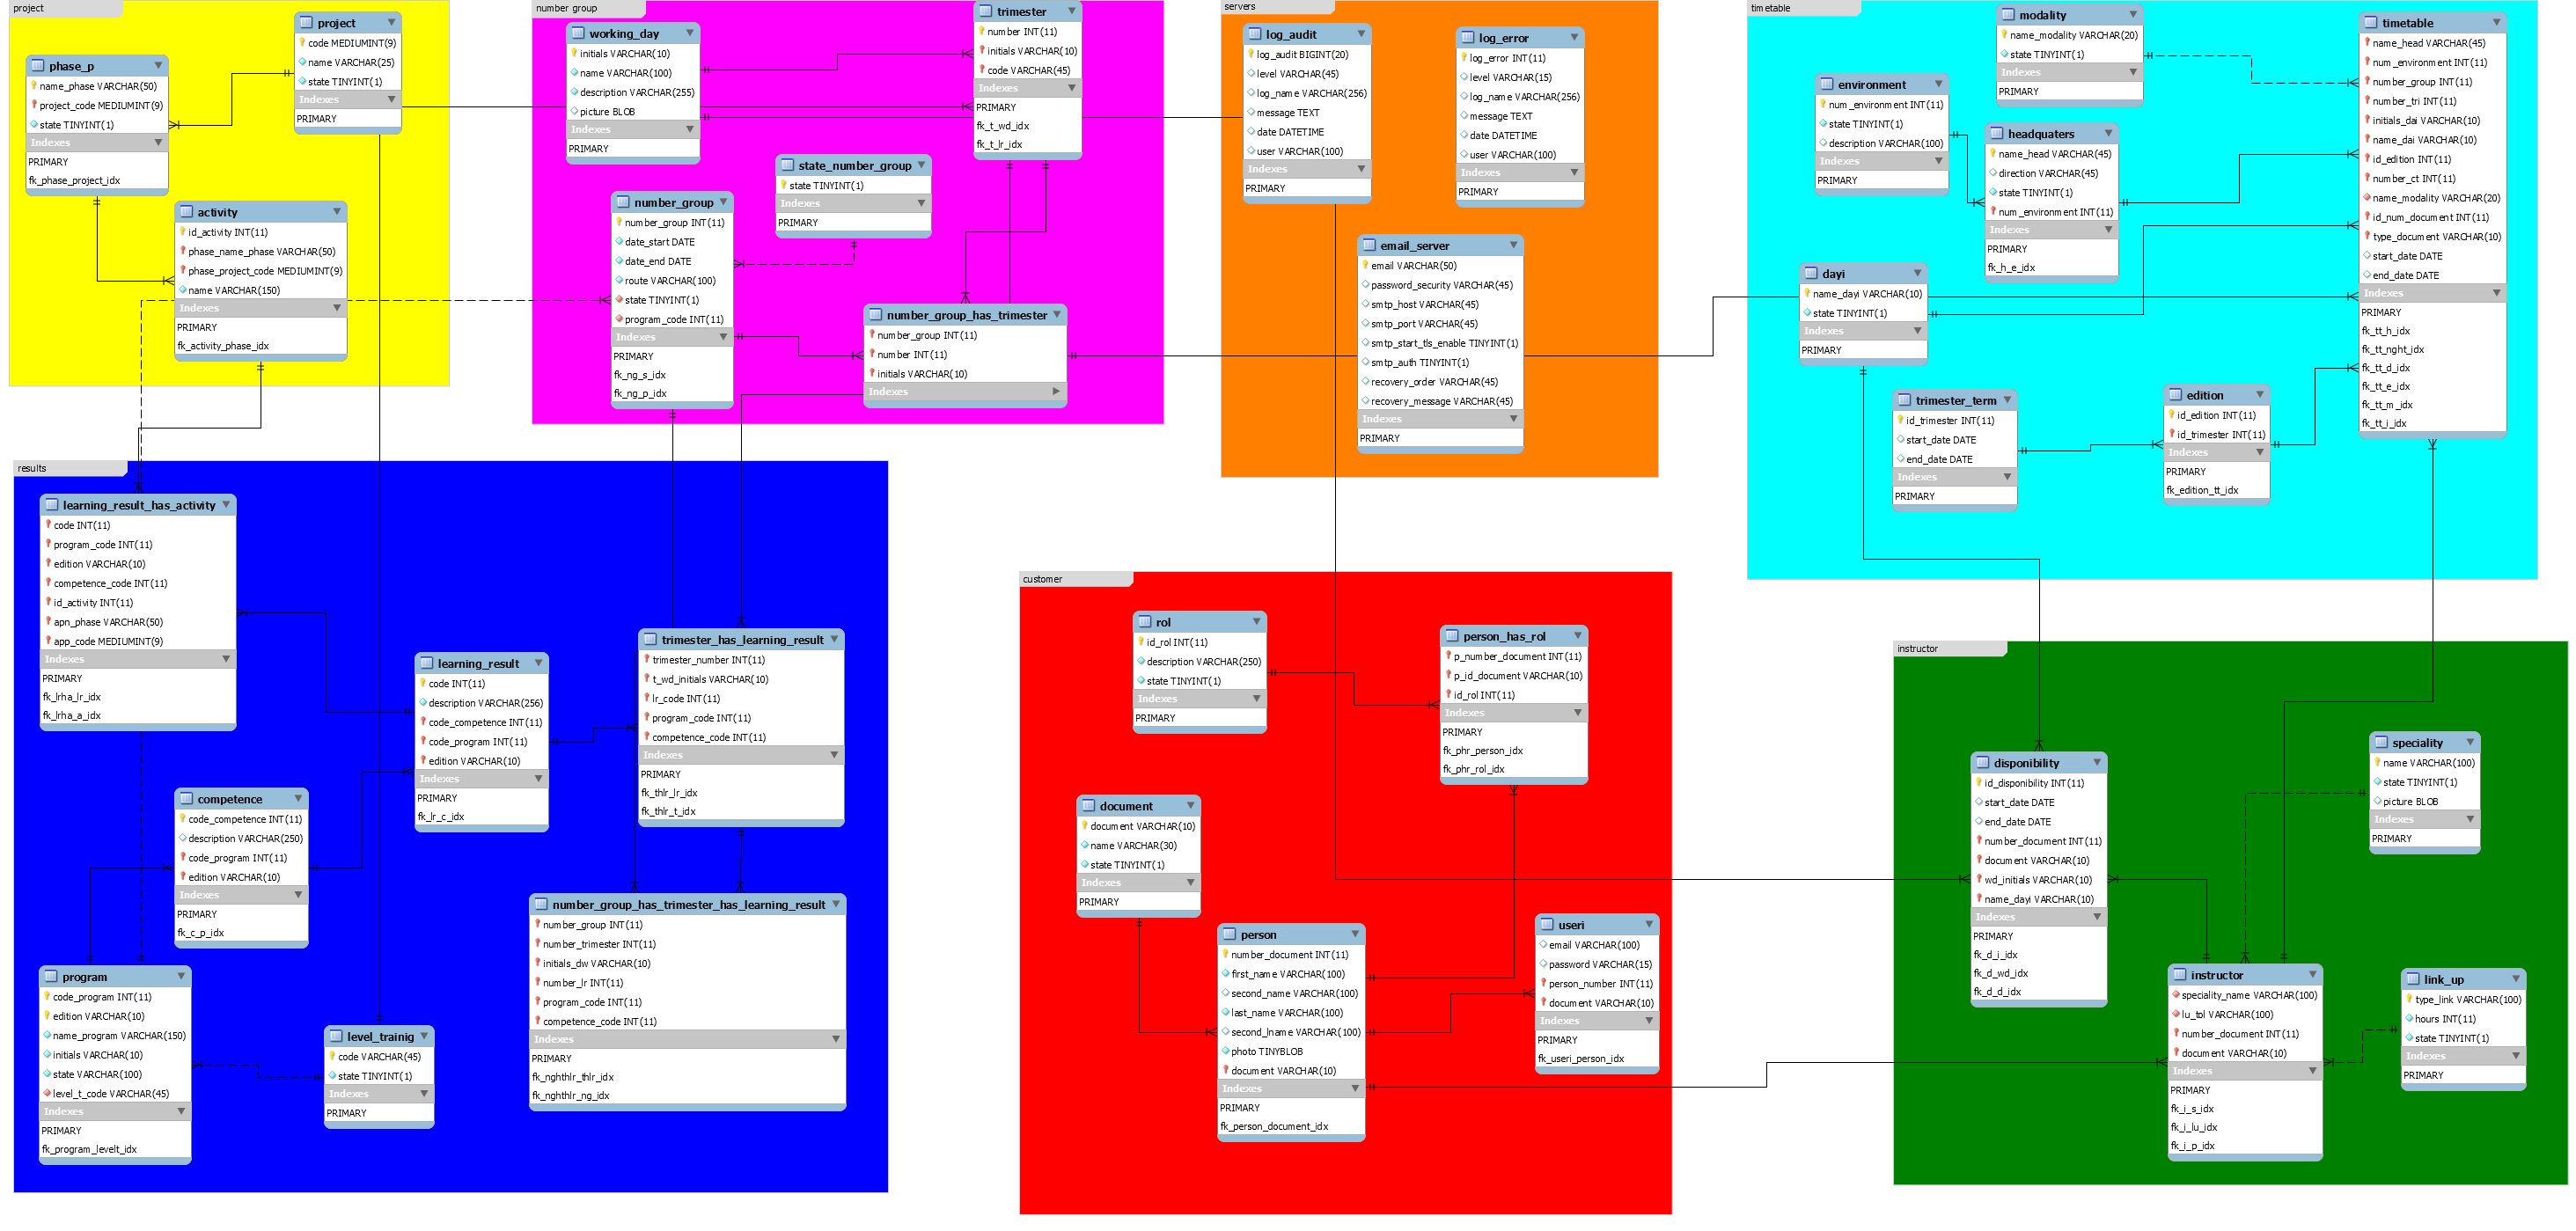 project
project
code MEDIUMINT(9)
name VARCHAR(25)
state TINYINT(1)
Indexes
PRIMARY
phase_p
name_phase VARCHAR(50)
project_code MEDIUMINT(9)
state TINYINT(1)
Indexes
PRIMARY
fk_phase_project_idx
activity
id_activity INT(11)
phase_name_phase VARCHAR(50)
phase_project_code MEDIUMINT(9)
name VARCHAR(150)
Indexes
PRIMARY
fk_activity_phase_idx
number group
working_day
initials VARCHAR(10)
name VARCHAR(100)
description VARCHAR(255)
picture BLOB
Indexes
PRIMARY
trimester
number INT(11)
initials VARCHAR(10)
code VARCHAR(45)
Indexes
PRIMARY
fk_t_wd_idx
fk_t_lr_idx
state_number_group
state TINYINT(1)
Indexes
PRIMARY
number_group
number_group INT(11)
date_start DATE
date_end DATE
route VARCHAR(100)
state TINYINT(1)
program_code INT(11)
Indexes
PRIMARY
fk_ng_s_idx
fk_ng_p_idx
number_group_has_trimester
number_group INT(11)
number INT(11)
initials VARCHAR(10)
Indexes
servers
log_audit
log_audit BIGINT(20)
level VARCHAR(45)
log_name VARCHAR(256)
message TEXT
date DATETIME
user VARCHAR(100)
Indexes
PRIMARY
log_error
log_error INT(11)
level VARCHAR(15)
log_name VARCHAR(256)
message TEXT
date DATETIME
user VARCHAR(100)
Indexes
PRIMARY
email_server
email VARCHAR(50)
password_security VARCHAR(45)
smtp_host VARCHAR(45)
smtp_port VARCHAR(45)
smtp_start_tls_enable TINYINT(1)
smtp_auth TINYINT(1)
recovery_order VARCHAR(45)
recovery_message VARCHAR(45)
Indexes
PRIMARY
timetable
modality
name_modality VARCHAR(20)
state TINYINT(1)
Indexes
PRIMARY
environment
num_environment INT(11)
state TINYINT(1)
description VARCHAR(100)
Indexes
PRIMARY
headquaters
name_head VARCHAR(45)
direction VARCHAR(45)
state TINYINT(1)
num_environment INT(11)
Indexes
PRIMARY
fk_h_e_idx
timetable
name_head VARCHAR(45)
num_environment INT(11)
number_group INT(11)
number_tri INT(11)
initials_dai VARCHAR(10)
name_dai VARCHAR(10)
id_edition INT(11)
number_ct INT(11)
name_modality VARCHAR(20)
id_num_document INT(11)
type_document VARCHAR(10)
start_date DATE
end_date DATE
Indexes
PRIMARY
fk_tt_h_idx
fk_tt_nght_idx
fk_tt_d_idx
fk_tt_e_idx
fk_tt_m_idx
fk_tt_i_idx
dayi
name_dayi VARCHAR(10)
state TINYINT(1)
Indexes
PRIMARY
trimester_term
id_trimester INT(11)
start_date DATE
end_date DATE
Indexes
PRIMARY
edition
id_edition INT(11)
id_trimester INT(11)
Indexes
PRIMARY
fk_edition_tt_idx
results
learning_result_has_activity
code INT(11)
program_code INT(11)
edition VARCHAR(10)
competence_code INT(11)
id_activity INT(11)
apn_phase VARCHAR(50)
app_code MEDIUMINT(9)
Indexes
PRIMARY
fk_lrha_lr_idx
fk_lrha_a_idx
learning_result
code INT(11)
description VARCHAR(256)
code_competence INT(11)
code_program INT(11)
edition VARCHAR(10)
Indexes
PRIMARY
fk_lr_c_idx
trimester_has_learning_result
trimester_number INT(11)
t_wd_initials VARCHAR(10)
lr_code INT(11)
program_code INT(11)
competence_code INT(11)
Indexes
PRIMARY
fk_thlr_lr_idx
fk_thlr_t_idx
competence
code_competence INT(11)
description VARCHAR(250)
code_program INT(11)
edition VARCHAR(10)
Indexes
PRIMARY
fk_c_p_idx
number_group_has_trimester_has_learning_result
number_group INT(11)
number_trimester INT(11)
initials_dw VARCHAR(10)
number_lr INT(11)
program_code INT(11)
competence_code INT(11)
Indexes
PRIMARY
fk_nghthlr_thlr_idx
fk_nghthlr_ng_idx
program
code_program INT(11)
edition VARCHAR(10)
name_program VARCHAR(150)
initials VARCHAR(10)
state VARCHAR(100)
level_t_code VARCHAR(45)
Indexes
PRIMARY
fk_program_levelt_idx
level_trainig
code VARCHAR(45)
state TINYINT(1)
Indexes
PRIMARY
customer
rol
id_rol INT(11)
description VARCHAR(250)
state TINYINT(1)
Indexes
PRIMARY
person_has_rol
p_number_document INT(11)
p_id_document VARCHAR(10)
id_rol INT(11)
Indexes
PRIMARY
fk_phr_person_idx
fk_phr_rol_idx
document
document VARCHAR(10)
name VARCHAR(30)
state TINYINT(1)
Indexes
PRIMARY
person
number_document INT(11)
first_name VARCHAR(100)
second_name VARCHAR(100)
last_name VARCHAR(100)
second_lname VARCHAR(100)
photo TINYBLOB
document VARCHAR(10)
Indexes
PRIMARY
fk_person_document_idx
useri
email VARCHAR(100)
password VARCHAR(15)
person_number INT(11)
document VARCHAR(10)
Indexes
PRIMARY
fk_useri_person_idx
instructor
disponibility
id_disponibility INT(11)
start_date DATE
end_date DATE
number_document INT(11)
document VARCHAR(10)
wd_initials VARCHAR(10)
name_dayi VARCHAR(10)
Indexes
PRIMARY
fk_d_i_idx
fk_d_wd_idx
fk_d_d_idx
speciality
name VARCHAR(100)
state TINYINT(1)
picture BLOB
Indexes
PRIMARY
instructor
speciality_name VARCHAR(100)
lu_tol VARCHAR(100)
number_document INT(11)
document VARCHAR(10)
Indexes
PRIMARY
fk_i_s_idx
fk_i_lu_idx
fk_i_p_idx
link_up
type_link VARCHAR(100)
hours INT(11)
state TINYINT(1)
Indexes
PRIMARY